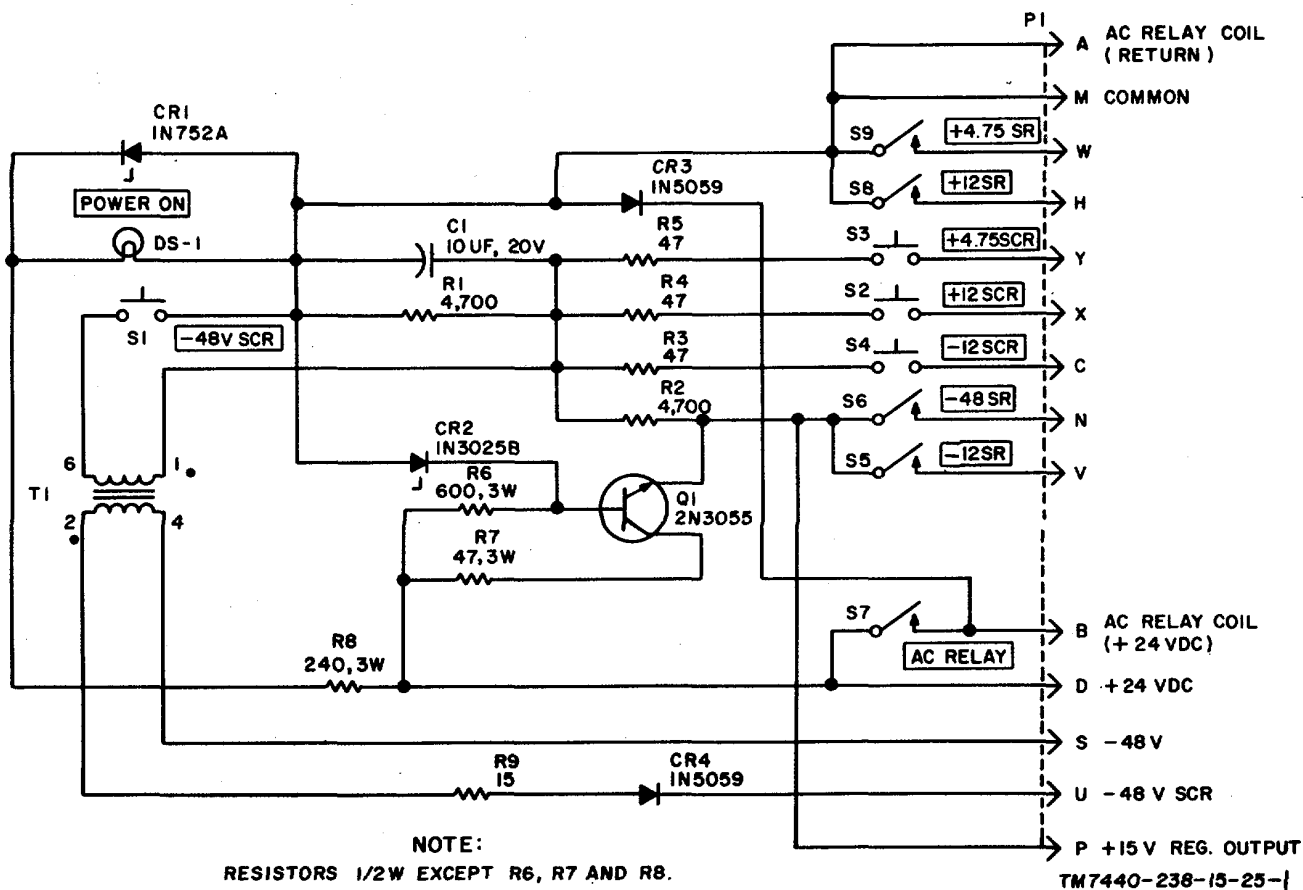 P1
A AC RELAY COIL
( RETURN )
M COMMON
CR1
1N752A
S9 +4.75 SR W
POWER ON
CR3
1N5059
S8 +12SR H
DS-1
C1
10 UF, 20V
R5
47
S3 +4.75SCR Y
R1
4,700
R4
47
S2 +12 SCR X
S1 -48V SCR
R3
47
S4 -12SCR C
R2
4,700
S6 -48 SR N
CR2
1N3025B
S5 -12SR V
6 1
T1
2 4
R6
600, 3W
Q1
2N3055
R7
47, 3W
S7
B AC RELAY COIL
(+ 24 VDC)
AC RELAY
R8
240, 3W
D +24 VDC
S -48 V
R9
15
CR4
1N5059
U -48 V SCR
NOTE:
RESISTORS 1/2W EXCEPT R6, R7 AND R8.
P +15 V REG. OUTPUT
TM7440-238-15-25-1